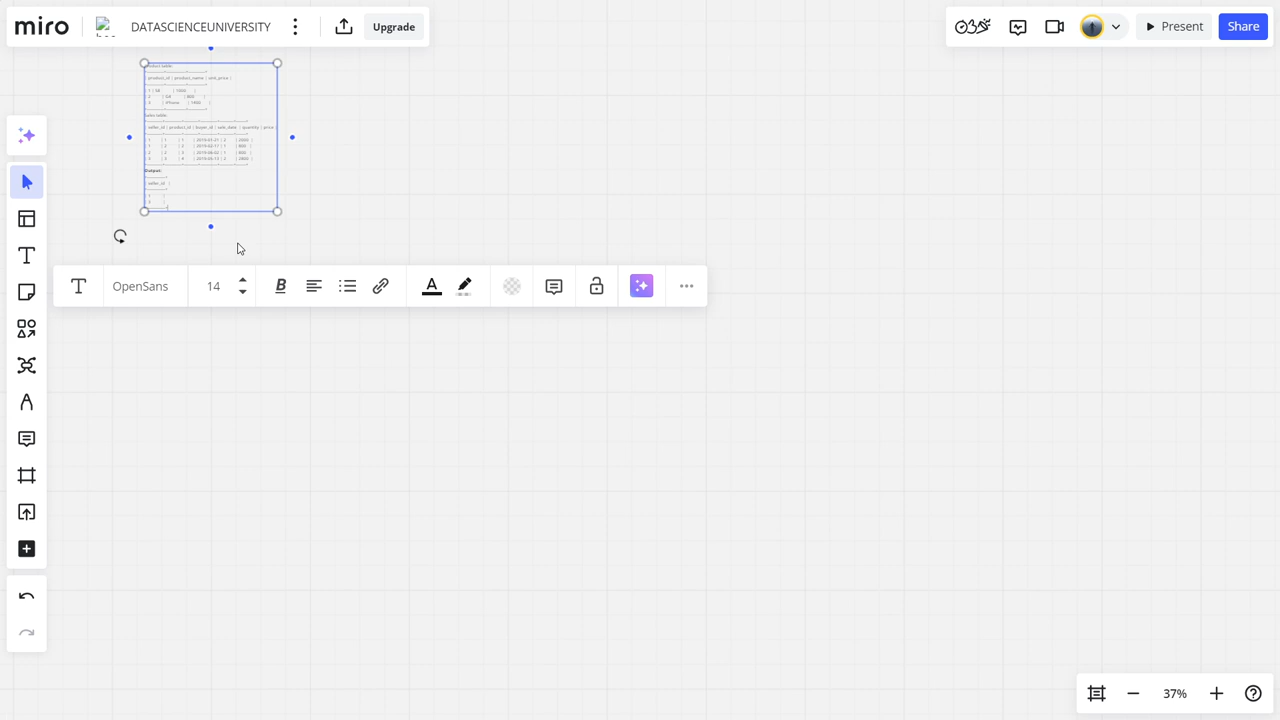 miro
DATASCIENCEUNIVERSITY
Upgrade
Present
Share
Product table:
| product_id | product_name | unit_price |
| 1 | S8 | 1000 |
| 2 | G4 | 800 |
| 3 | iPhone | 1400 |
Sales table:
| seller_id | product_id | buyer_id | sale_date | quantity | price
| 1 | 1 | 1 | 2019-01-21 | 2 | 2000 |
| 1 | 2 | 2 | 2019-02-17 | 1 | 800 |
| 2 | 2 | 3 | 2019-06-02 | 1 | 800 |
| 3 | 3 | 4 | 2019-05-13 | 2 | 2800 |
Output:
| seller_id |
| 1 |
| 3 |
OpenSans
14
B
A
37%